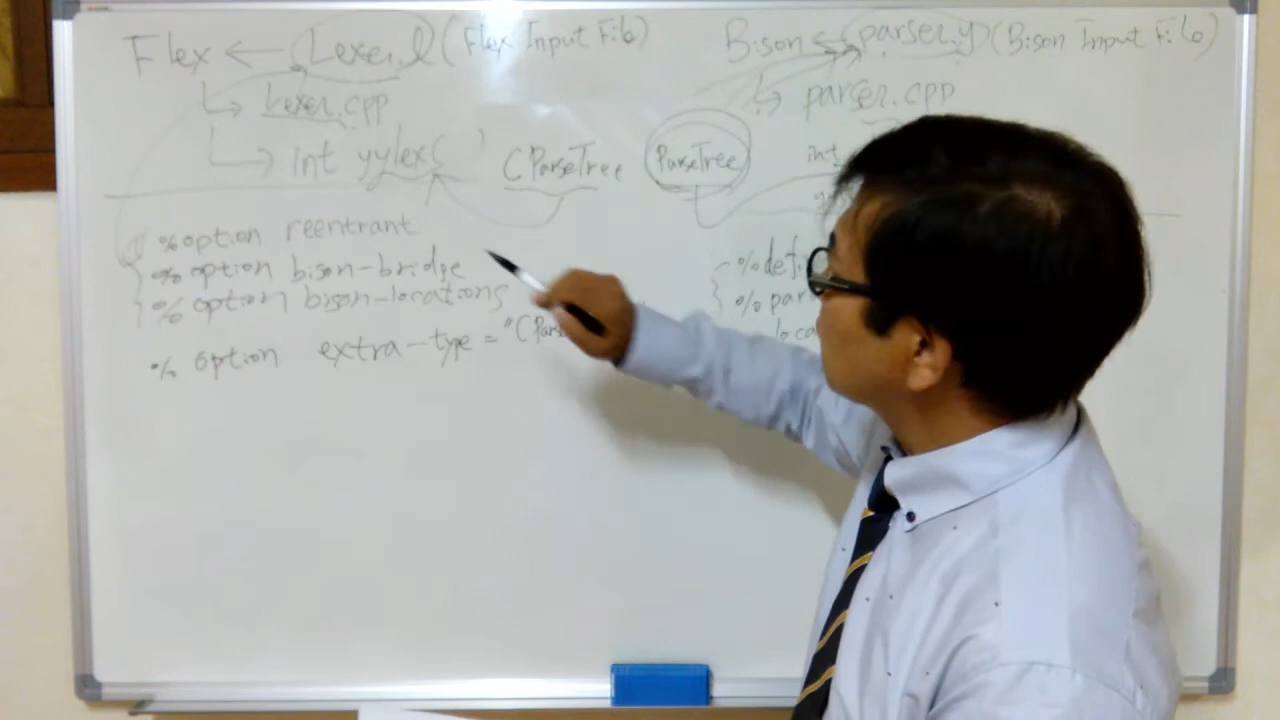 Flex ← Lexer.l (Flex Input File)
Lexer.cpp
int yylex( )
CParseTree
Bison ← parser.y (Bison Input File)
parser.cpp
ParseTree
int
%option reentrant
%option bison-bridge
%option bison-locations
% option extra-type = "CPars
%defi
%par
loca